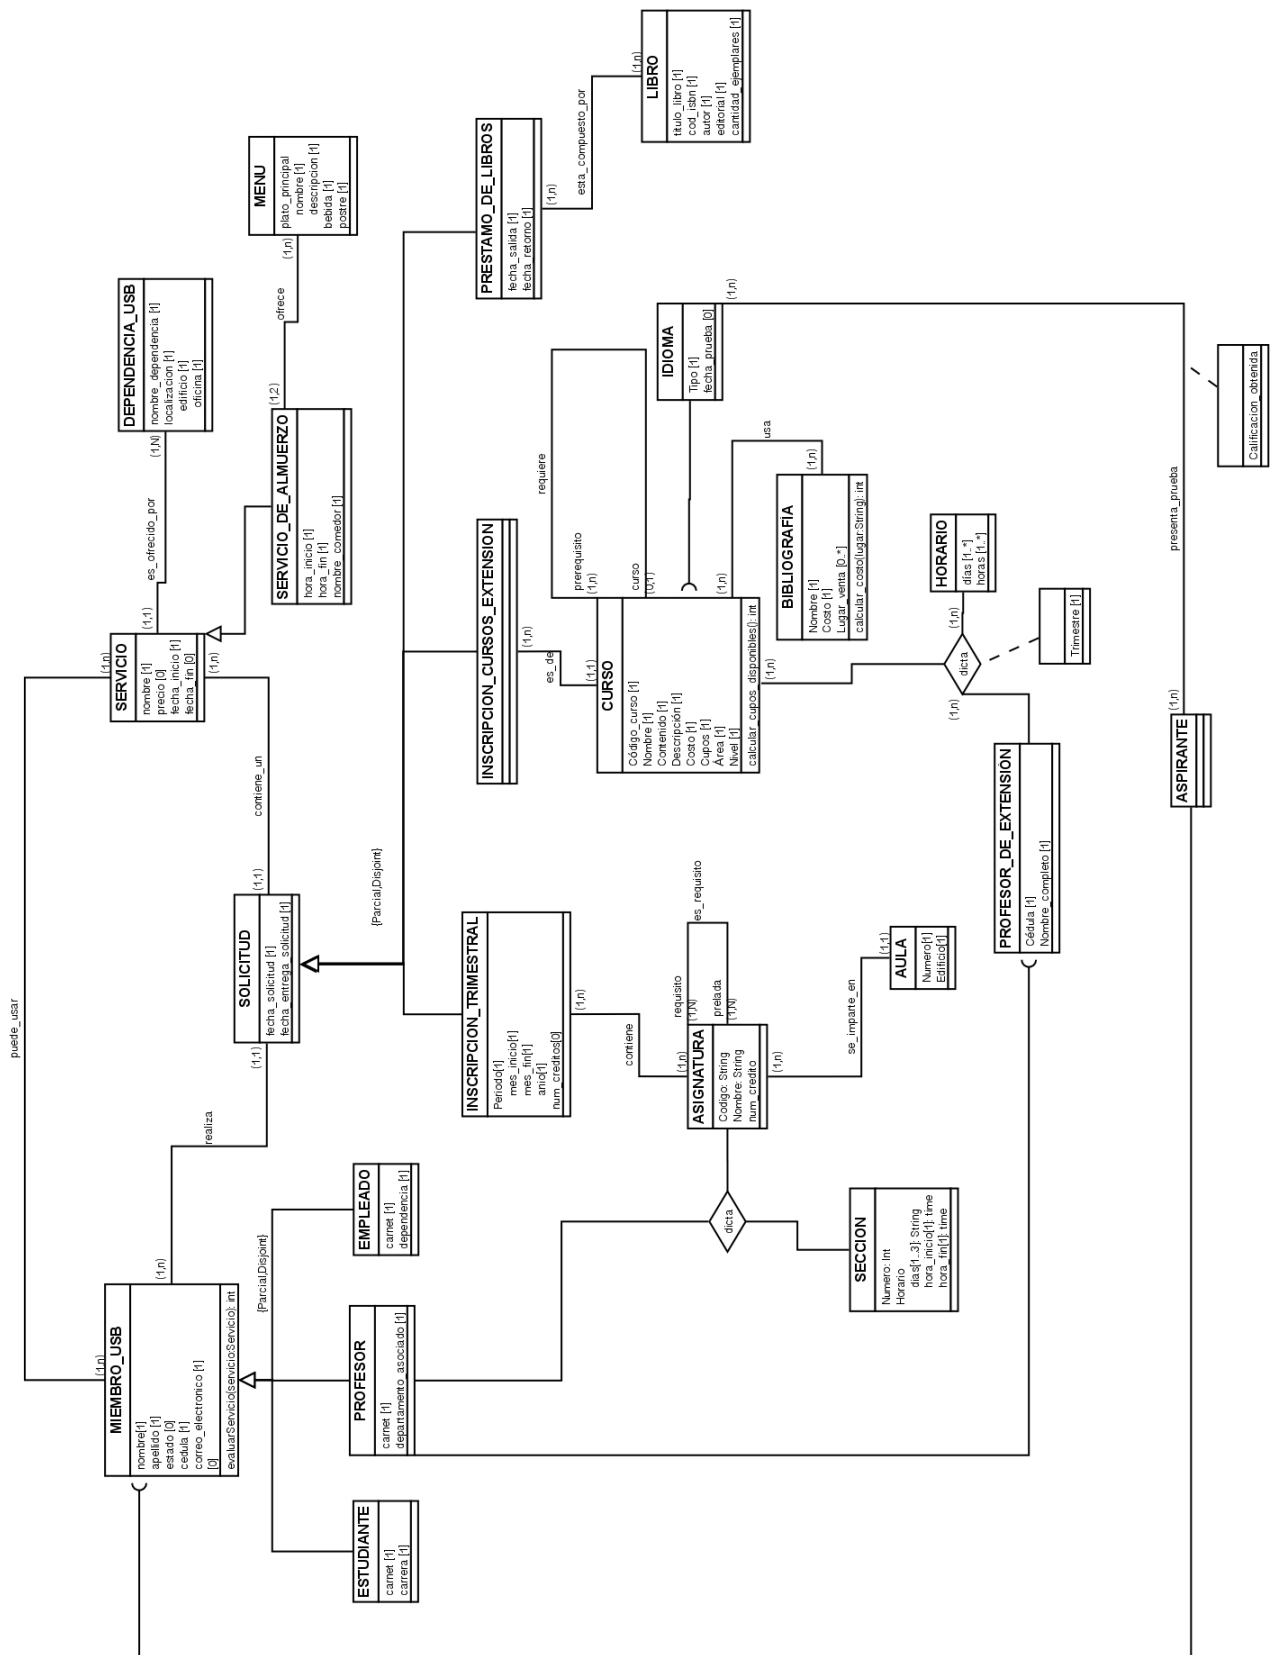 puede_usar
MIEMBRO_USB
nombre[1]
apellido [1]
estado [0]
cedula [1]
correo_electronico [1]
[0]
evaluarServicio(servicio:Servicio): int
(1,n)
(1,n)
realiza
(1,1)
SOLICITUD
fecha_solicitud [1]
fecha_entrega_solicitud [1]
(1,1)
contiene_un
(1,n)
(1,n)
SERVICIO
nombre [1]
precio [0]
fecha_inicio [1]
fecha_fin [0]
(1,1)
es_ofrecido_por
(1,N)
DEPENDENCIA_USB
nombre_dependencia [1]
localizacion [1]
edificio [1]
oficina [1]
SERVICIO_DE_ALMUERZO
hora_inicio [1]
hora_fin [1]
nombre_comedor [1]
(1,2)
ofrece
(1,n)
MENU
plato_principal
nombre [1]
descripcion [1]
bebida [1]
postre [1]
{Parcial,Disjoint}
ESTUDIANTE
carnet [1]
carrera [1]
PROFESOR
carnet [1]
departamento_asociado [1]
EMPLEADO
carnet [1]
dependencia [1]
{Parcial,Disjoint}
INSCRIPCION_TRIMESTRAL
Periodo[1]
mes_inicio[1]
mes_fin[1]
anio[1]
num_creditos[0]
(1,n)
contiene
(1,n)
INSCRIPCION_CURSOS_EXTENSION
(1,n)
es_de
(1,1)
PRESTAMO_DE_LIBROS
fecha_salida [1]
fecha_retorno [1]
(1,n)
esta_compuesto_por
(1,n)
LIBRO
titulo_libro [1]
cod_isbn [1]
autor [1]
editorial [1]
cantidad_ejemplares [1]
requiere
prerequisito
(1,n)
curso
(0,1)
CURSO
Código_curso [1]
Nombre [1]
Contenido [1]
Descripción [1]
Costo [1]
Cupos [1]
Área [1]
Nivel [1]
calcular_cupos_disponibles(): int
(1,n)
usa
(1,n)
BIBLIOGRAFÍA
Nombre [1]
Costo [1]
Lugar_venta [0..*]
calcular_costo(lugar:String): int
IDIOMA
Tipo [1]
fecha_prueba [0]
(1,n)
requisito
(1,N)
prelada
(1,N)
es_requisito
ASIGNATURA
Codigo: String
Nombre: String
num_credito
(1,n)
se_imparte_en
(1,1)
AULA
Numero[1]
Edificio[1]
dicta
SECCION
Numero: Int
Horario
dias[1..3]: String
hora_inicio[1]: time
hora_fin[1]: time
(1,n)
dicta
(1,n)
(1,n)
HORARIO
días [1..*]
horas [1..*]
Trimestre [1]
PROFESOR_DE_EXTENSIÓN
Cédula [1]
Nombre_completo [1]
ASPIRANTE
(1,n)
presenta_prueba
Calificacion_obtenida